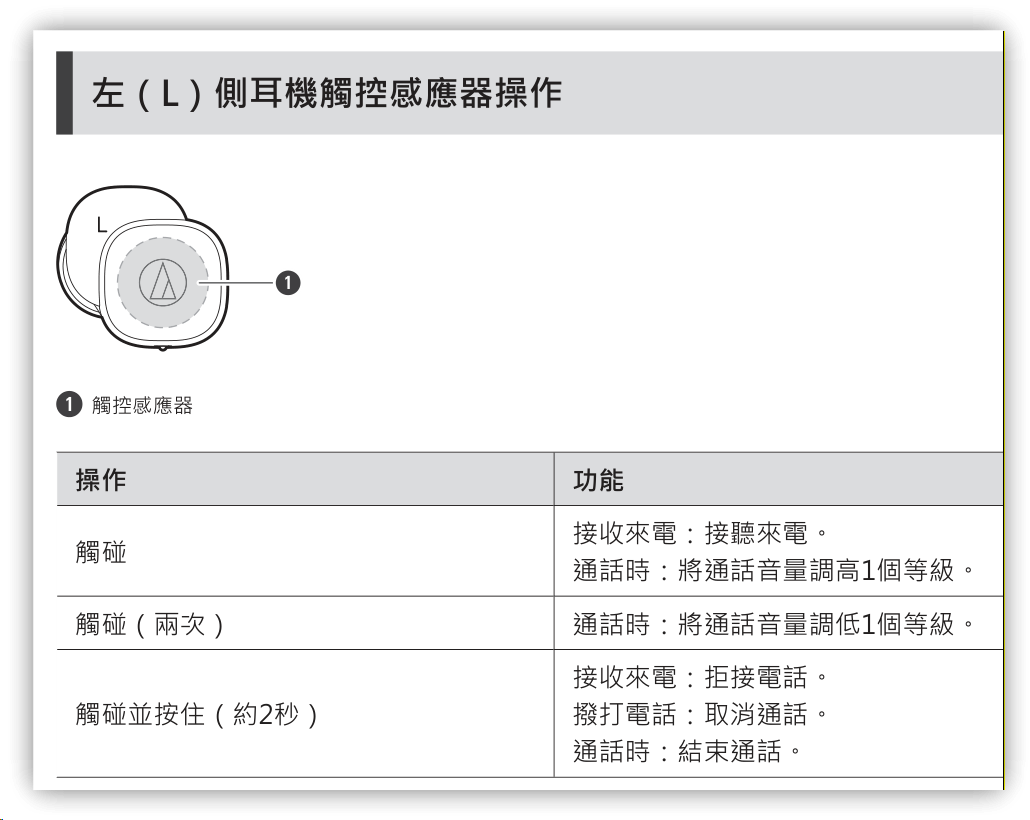 左（L）側耳機觸控感應器操作
L
1
1 觸控感應器
操作
功能
觸碰
接收來電：接聽來電。
通話時：將通話音量調高1個等級。
觸碰（兩次）
通話時：將通話音量調低1個等級。
觸碰並按住（約2秒）
接收來電：拒接電話。
撥打電話：取消通話。
通話時：結束通話。